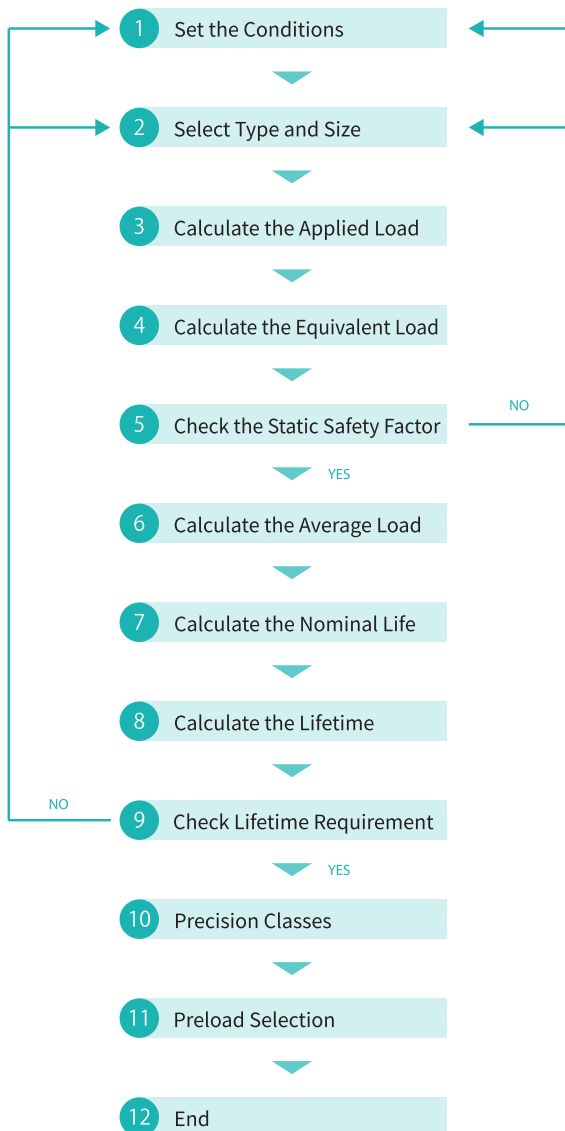 1 Set the Conditions
2 Select Type and Size
3 Calculate the Applied Load
4 Calculate the Equivalent Load
5 Check the Static Safety Factor
NO
YES
6 Calculate the Average Load
7 Calculate the Nominal Life
8 Calculate the Lifetime
NO
9 Check Lifetime Requirement
YES
10 Precision Classes
11 Preload Selection
12 End